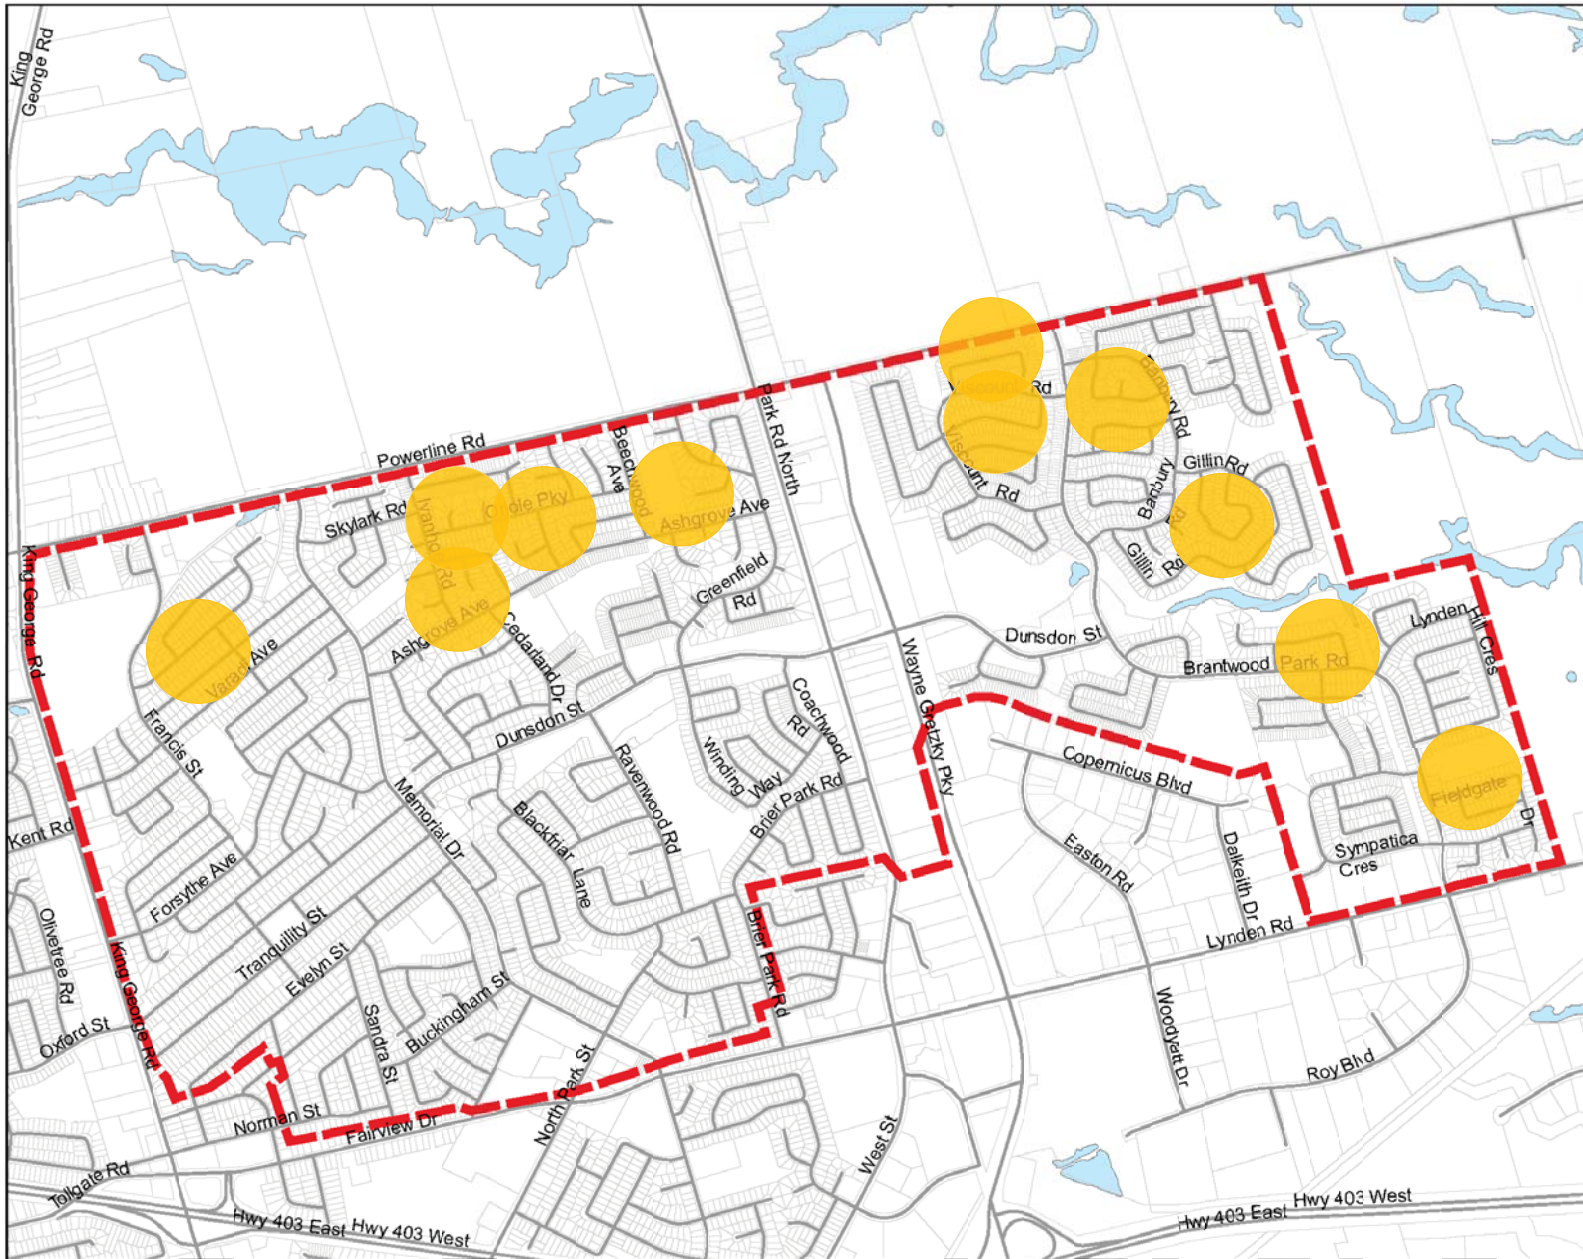 King
George Rd
Powerline Rd
Park Rd North
Beechwood
Ave
Skylark Rd
Ivanhoe Rd
Oriole Pky
Ashgrove Ave
Viscount Rd
Viscount Rd
Banbury Rd
Banbury
Rd
Gillin Rd
Gillin
Rd
Greenfield
Rd
King George Rd
Varadi Ave
Ashgrove Ave
Cedarland Dr
Dunsdon St
Brantwood Park Rd
Lynden
Hill Cres
Wayne Gretzky Pky
Francis St
Dunsdon St
Coachwood
Rd
Winding
Way
Ravenwood Rd
Brier Park Rd
Copernicus Blvd
Fieldgate
Dr
Memorial Dr
Blackfriar
Lane
Kent Rd
Forsythe Ave
Easton Rd
Dalkeith Dr
Sympatica
Cres
Olivetree Rd
Tranquility St
Evelyn St
Lynden Rd
King George Rd
Brier Park Rd
Oxford St
Sandra St
Buckingham St
Woodyatt Dr
Roy Blvd
North Park St
Norman St
Fairview Dr
West St
Tollgate Rd
Hwy 403 East
Hwy 403 West
Hwy 403 East
Hwy 403 West